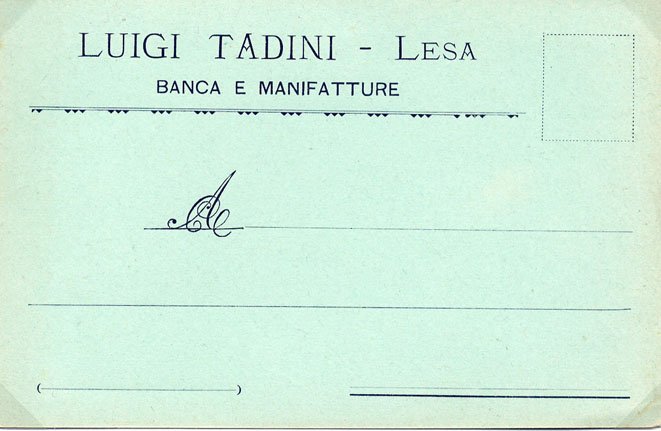 LUIGI TADINI - LESA
BANCA E MANIFATTURE
A
( )